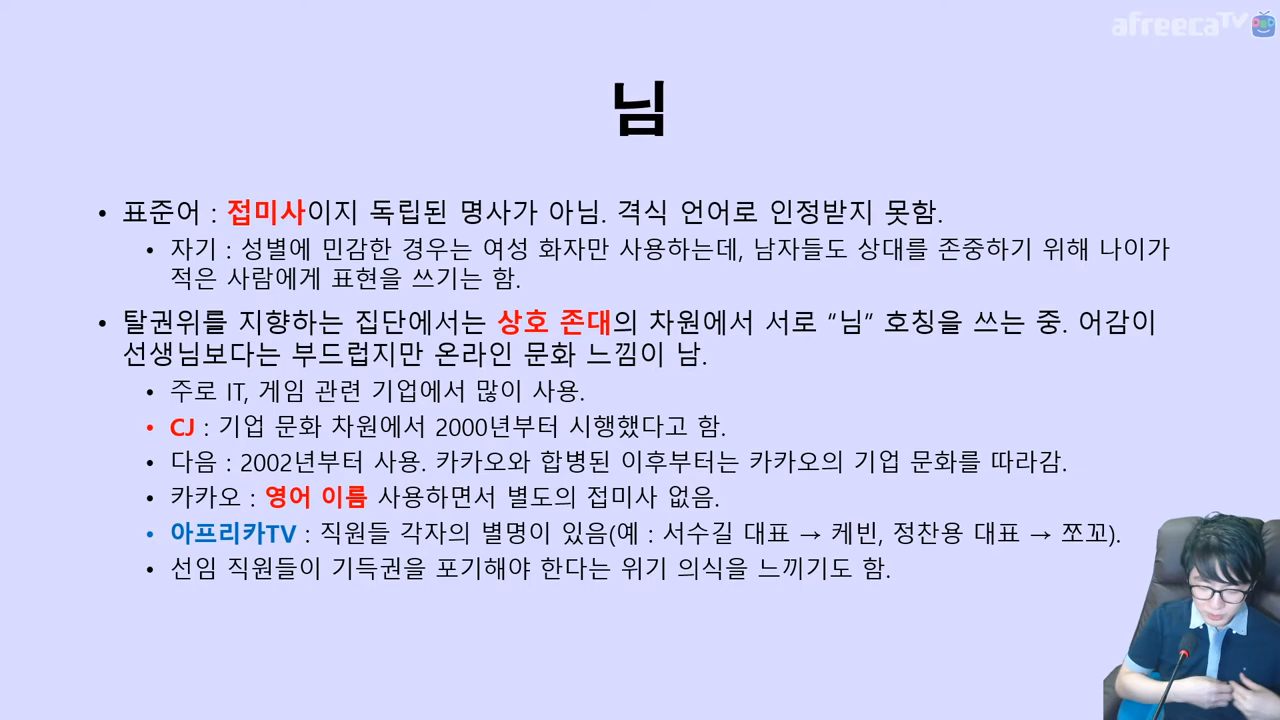 afreecaTV
님
• 표준어 : 접미사이지 독립된 명사가 아님. 격식 언어로 인정받지 못함.
• 자기 : 성별에 민감한 경우는 여성 화자만 사용하는데, 남자들도 상대를 존중하기 위해 나이가
적은 사람에게 표현을 쓰기는 함.
• 탈권위를 지향하는 집단에서는 상호 존대의 차원에서 서로 “님” 호칭을 쓰는 중. 어감이
선생님보다는 부드럽지만 온라인 문화 느낌이 남.
• 주로 IT, 게임 관련 기업에서 많이 사용.
• CJ : 기업 문화 차원에서 2000년부터 시행했다고 함.
• 다음 : 2002년부터 사용. 카카오와 합병된 이후부터는 카카오의 기업 문화를 따라감.
• 카카오 : 영어 이름 사용하면서 별도의 접미사 없음.
• 아프리카TV : 직원들 각자의 별명이 있음(예 : 서수길 대표 → 케빈, 정찬용 대표 → 쪼꼬).
• 선임 직원들이 기득권을 포기해야 한다는 위기 의식을 느끼기도 함.